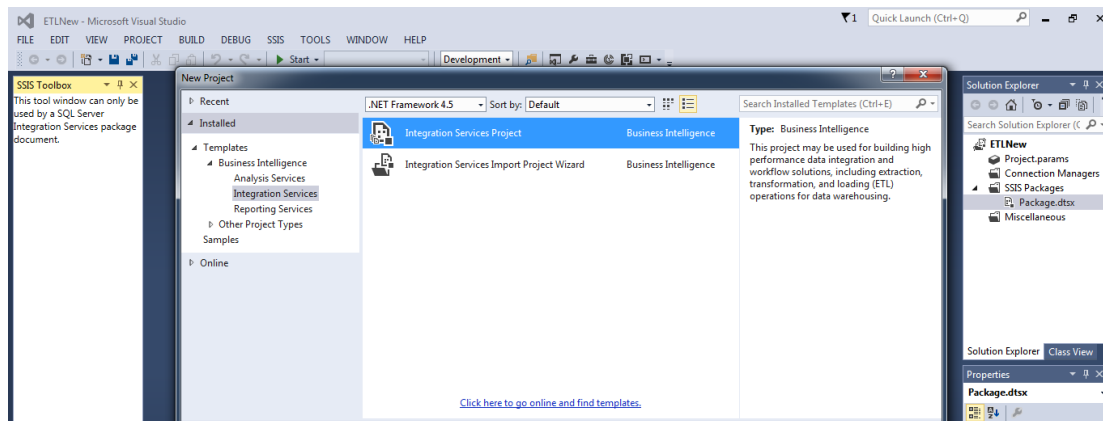 ETLNew - Microsoft Visual Studio
1
Quick Launch (Ctrl+Q)
FILE EDIT VIEW PROJECT BUILD DEBUG SSIS TOOLS WINDOW HELP
Start
Development
SSIS Toolbox
This tool window can only be
used by a SQL Server
Integration Services package
document.
New Project
Recent
Installed
Templates
Business Intelligence
Analysis Services
Integration Services
Reporting Services
Other Project Types
Samples
Online
.NET Framework 4.5
Sort by: Default
Integration Services Project Business Intelligence
Integration Services Import Project Wizard Business Intelligence
Click here to go online and find templates.
Search Installed Templates (Ctrl+E)
Type: Business Intelligence
This project may be used for building high
performance data integration and
workflow solutions, including extraction,
transformation, and loading (ETL)
operations for data warehousing.
Solution Explorer
Search Solution Explorer (C
ETLNew
Project.params
Connection Managers
SSIS Packages
Package.dtsx
Miscellaneous
Solution Explorer Class View
Properties
Package.dtsx